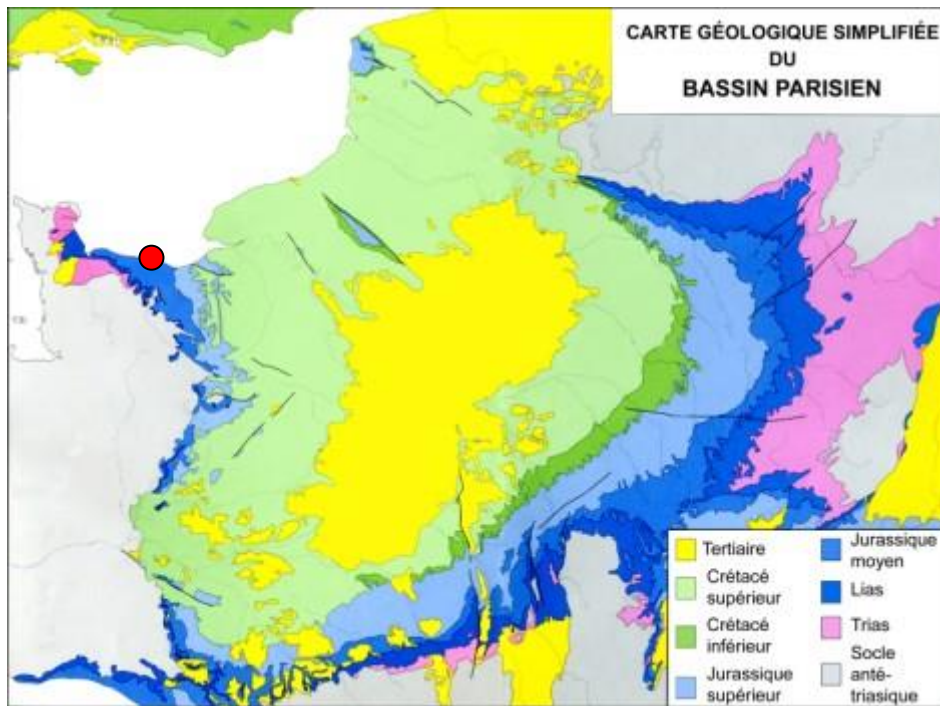 CARTE GÉOLOGIQUE SIMPLIFIÉE
DU
BASSIN PARISIEN
Tertiaire
Crétacé
supérieur
Crétacé
inférieur
Jurassique
supérieur
Jurassique
moyen
Lias
Trias
Socle
anté-
triasique